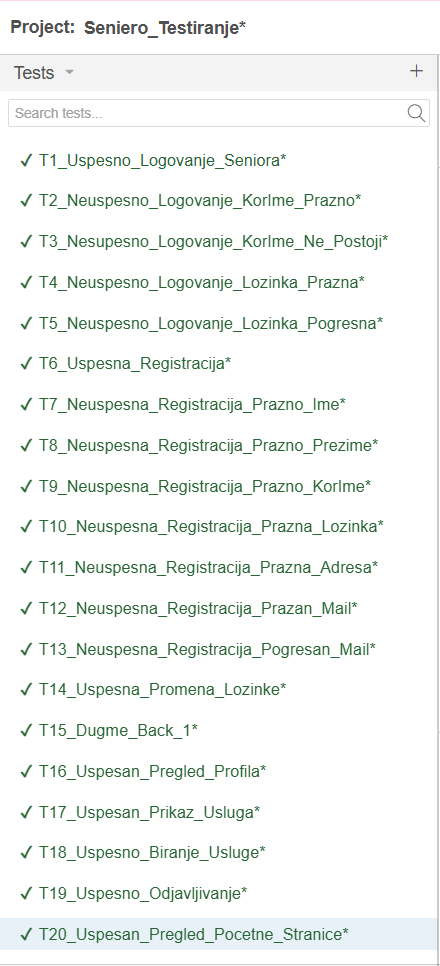 Project: Seniero_Testiranje*
Tests
Search tests...
T1_Uspesno_Logovanje_Seniora*
T2_Neuspesno_Logovanje_KorIme_Prazno*
T3_Nesupesno_Logovanje_KorIme_Ne_Postoji*
T4_Neuspesno_Logovanje_Lozinka_Prazna*
T5_Neuspesno_Logovanje_Lozinka_Pogresna*
T6_Uspesna_Registracija*
T7_Neuspesna_Registracija_Prazno_Ime*
T8_Neuspesna_Registracija_Prazno_Prezime*
T9_Neuspesna_Registracija_Prazno_KorIme*
T10_Neuspesna_Registracija_Prazna_Lozinka*
T11_Neuspesna_Registracija_Prazna_Adresa*
T12_Neuspesna_Registracija_Prazan_Mail*
T13_Neuspesna_Registracija_Pogresan_Mail*
T14_Uspesna_Promena_Lozinke*
T15_Dugme_Back_1*
T16_Uspesan_Pregled_Profila*
T17_Uspesan_Prikaz_Usluga*
T18_Uspesno_Biranje_Usluge*
T19_Uspesno_Odjavljivanje*
T20_Uspesan_Pregled_Pocetne_Stranice*